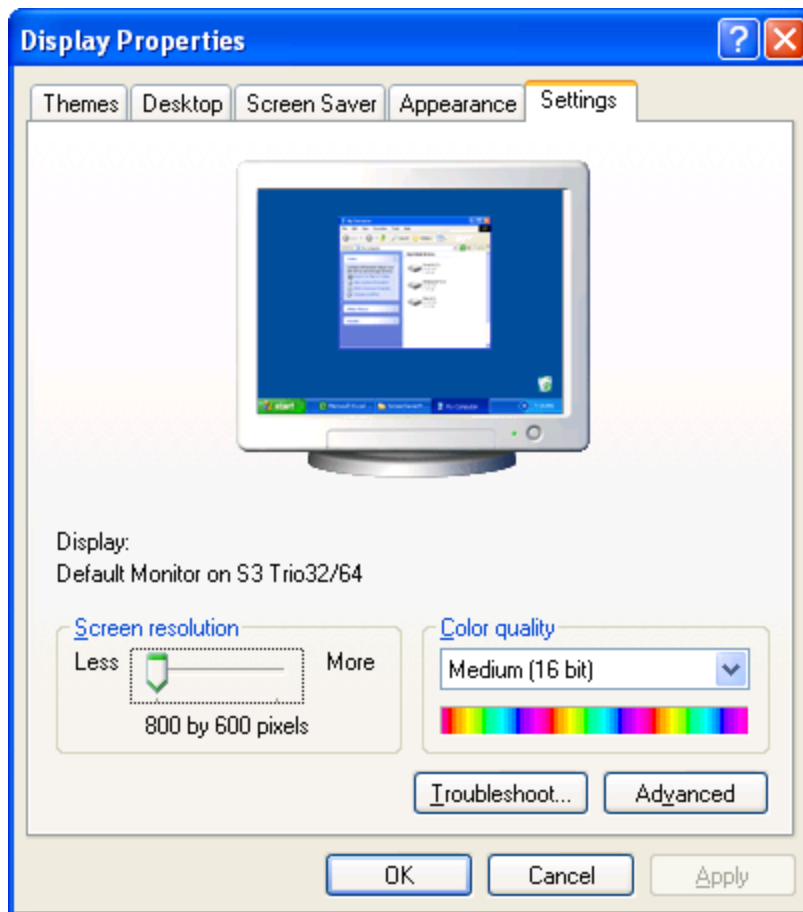 Display Properties
Themes Desktop Screen Saver Appearance Settings
start
Display:
Default Monitor on S3 Trio32/64
Screen resolution
Less More
800 by 600 pixels
Color quality
Medium (16 bit)
Troubleshoot... Advanced
OK Cancel Apply